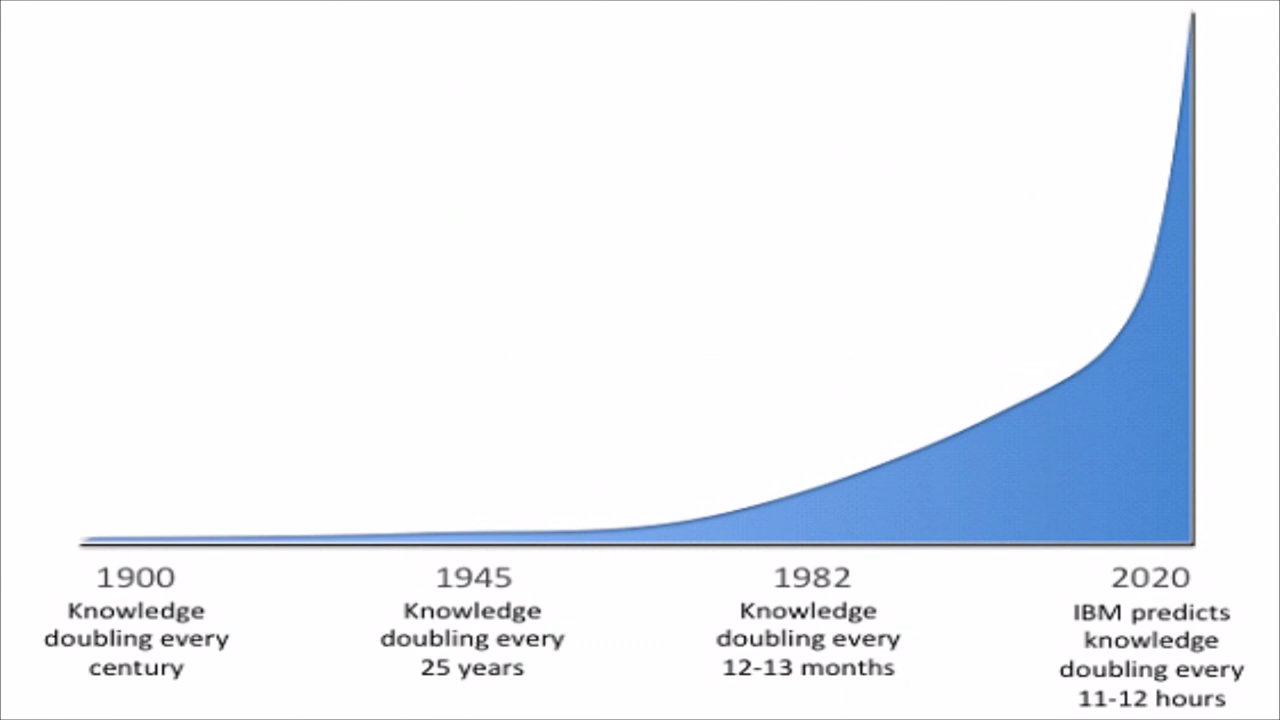 1900
Knowledge
doubling every
century
1945
Knowledge
doubling every
25 years
1982
Knowledge
doubling every
12-13 months
2020
IBM predicts
knowledge
doubling every
11-12 hours